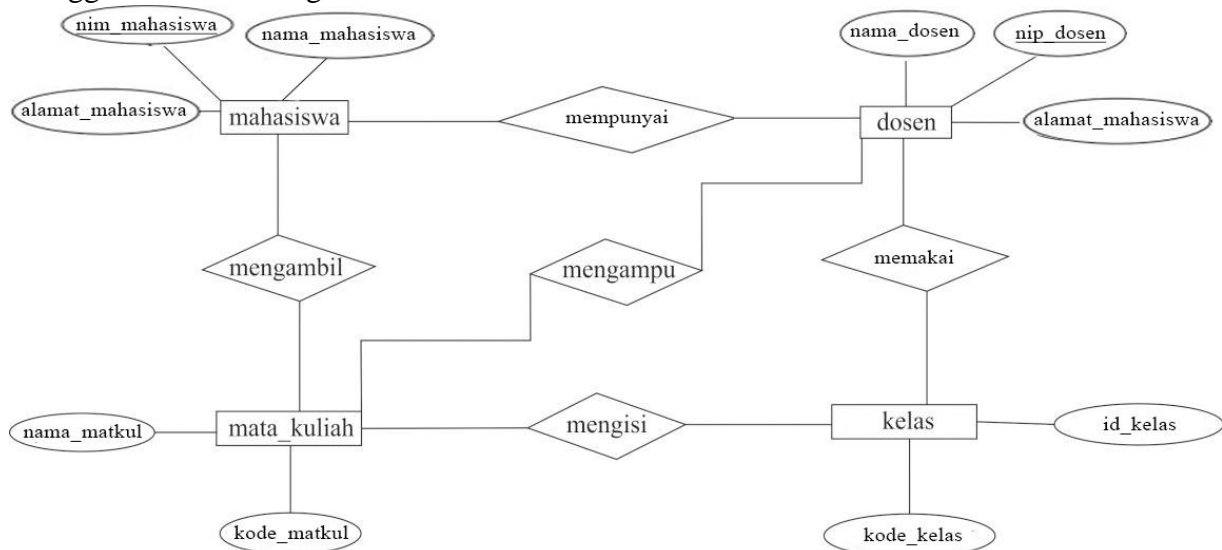 nim_mahasiswa
nama_mahasiswa
nama_dosen
nip_dosen
alamat_mahasiswa
mahasiswa
mempunyai
dosen
alamat_mahasiswa
mengambil
mengampu
memakai
nama_matkul
mata_kuliah
mengisi
kelas
id_kelas
kode_matkul
kode_kelas